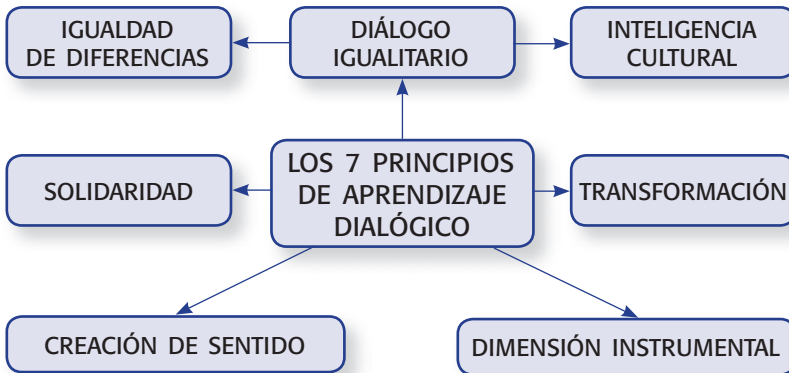 IGUALDAD
DE DIFERENCIAS
DIÁLOGO
IGUALITARIO
INTELIGENCIA
CULTURAL
SOLIDARIDAD
LOS 7 PRINCIPIOS
DE APRENDIZAJE
DIALÓGICO
TRANSFORMACIÓN
CREACIÓN DE SENTIDO
DIMENSIÓN INSTRUMENTAL